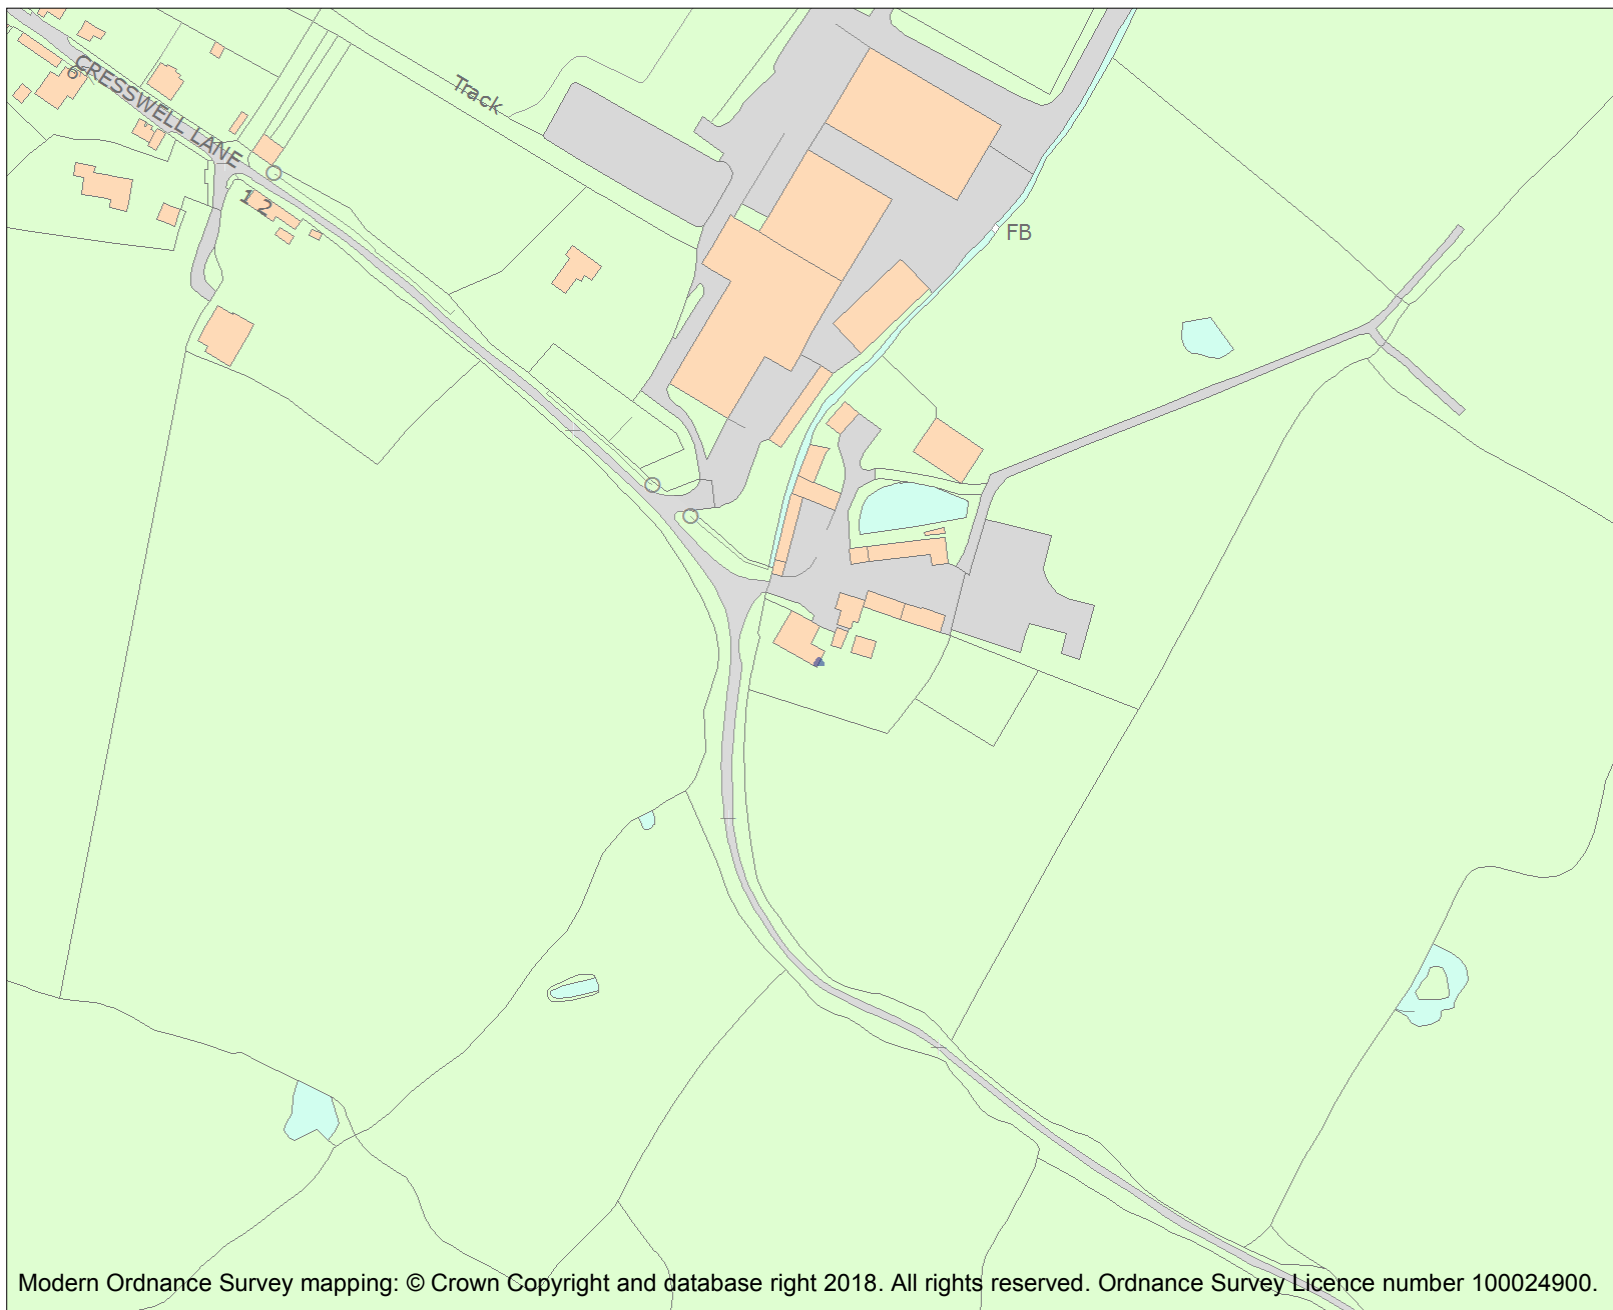 CRESSWELL LANE
Track
6
1 2
FB
Modern Ordnance Survey mapping: © Crown Copyright and database right 2018. All rights reserved. Ordnance Survey Licence number 100024900.